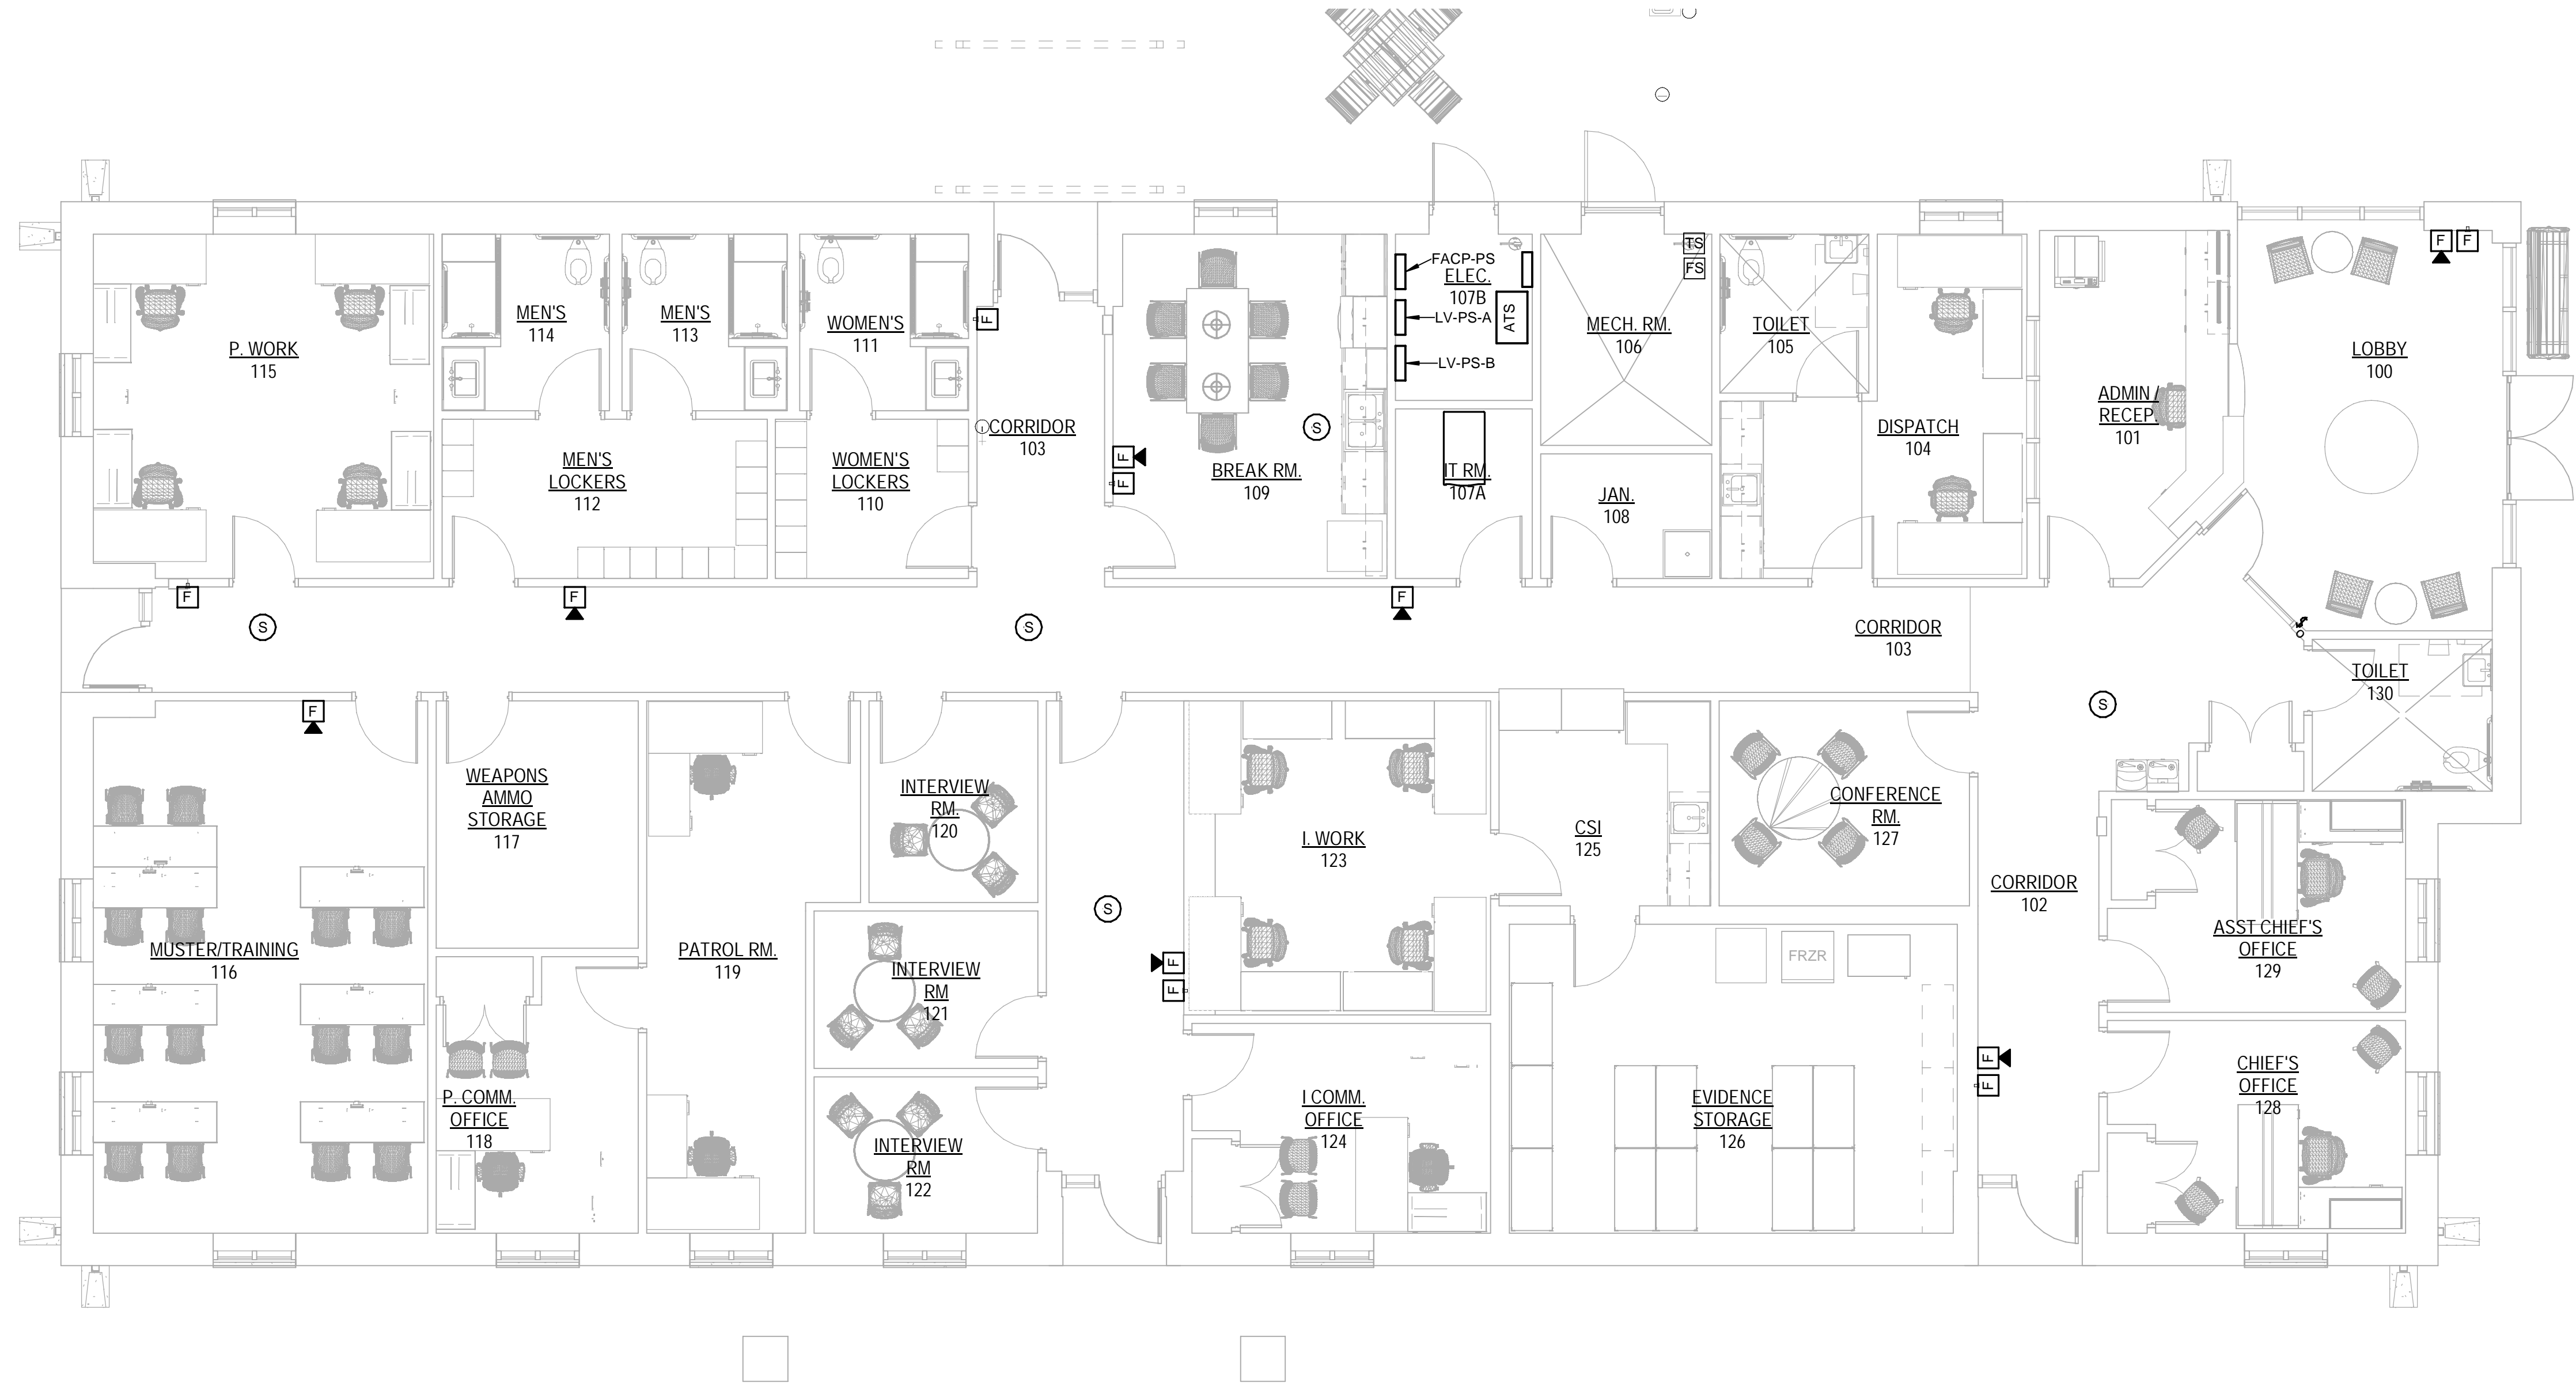 FACP-PS
ELEC.
107B
LV-PS-A
LV-PS-B
ATS
TS
FS
F
F
MEN'S
114
MEN'S
113
WOMEN'S
111
F
MECH. RM.
106
TOILET
105
P. WORK
115
LOBBY
100
ADMIN /
RECEP.
101
CORRIDOR
103
S
DISPATCH
104
MEN'S
LOCKERS
112
WOMEN'S
LOCKERS
110
F
F
BREAK RM.
109
IT RM.
107A
JAN.
108
F
F
F
S
S
CORRIDOR
103
TOILET
130
S
F
WEAPONS
AMMO
STORAGE
117
INTERVIEW
RM.
120
I. WORK
123
CSI
125
CONFERENCE
RM.
127
CORRIDOR
102
S
MUSTER/TRAINING
116
PATROL RM.
119
INTERVIEW
RM
121
F
F
FRZR
ASST CHIEF'S
OFFICE
129
F
F
P. COMM.
OFFICE
118
INTERVIEW
RM
122
I COMM.
OFFICE
124
EVIDENCE
STORAGE
126
CHIEF'S
OFFICE
128